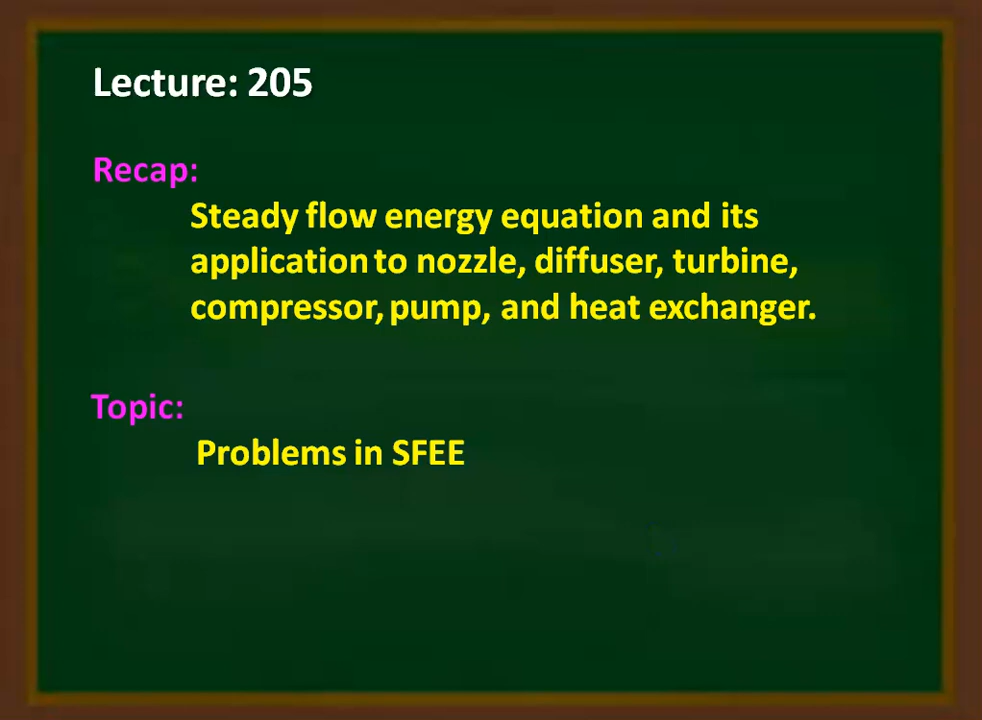 Lecture: 205
Recap:
Steady flow energy equation and its
application to nozzle, diffuser, turbine,
compressor, pump, and heat exchanger.
Topic:
Problems in SFEE